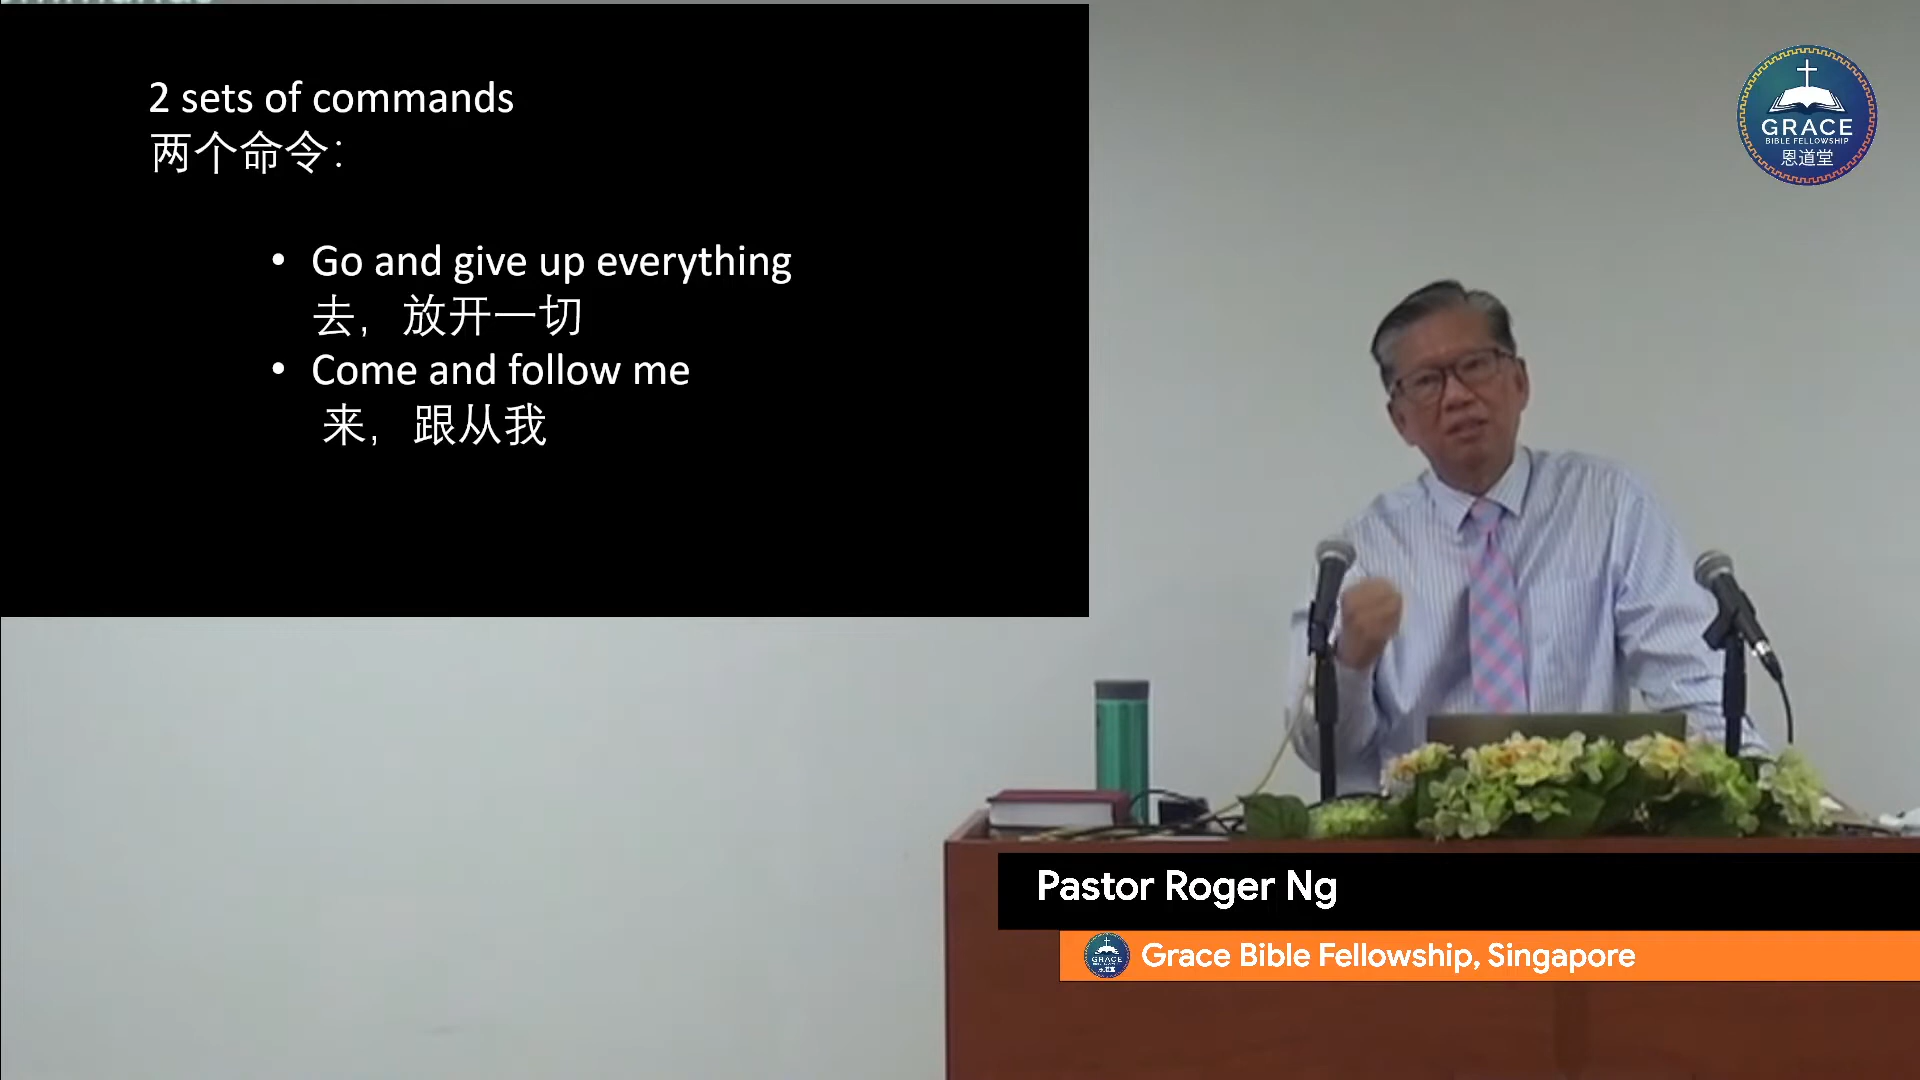 2 sets of commands
两个命令：
• Go and give up everything
去，放开一切
• Come and follow me
来，跟从我
GRACE
BIBLE FELLOWSHIP
恩道堂
Pastor Roger Ng
GRACE
Grace Bible Fellowship, Singapore